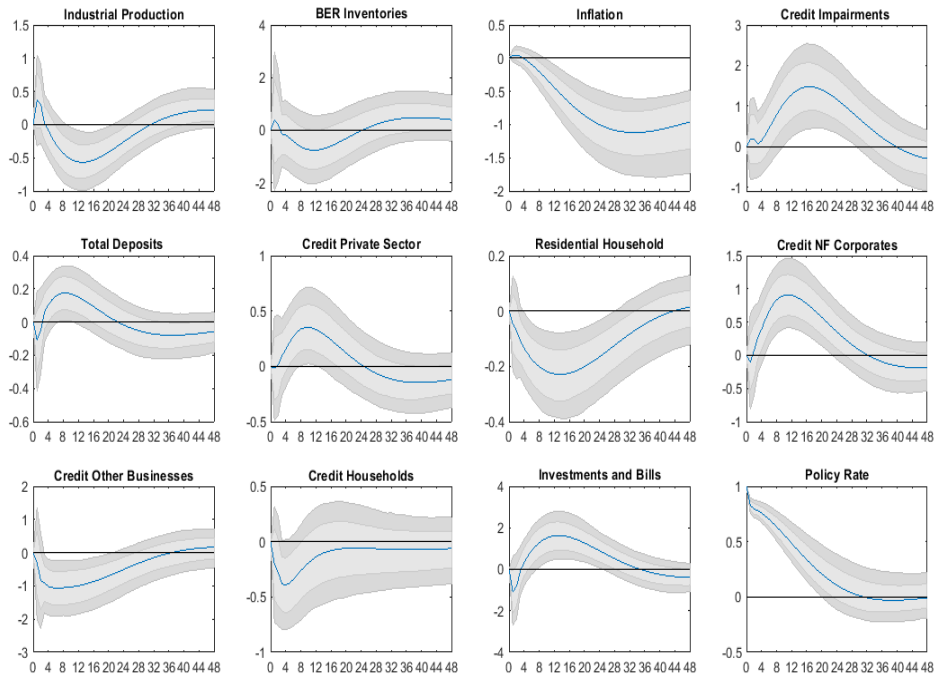 Industrial Production
BER Inventories
Inflation
Credit Impairments
1.5
1
0.5
0
-0.5
-1
0 4 8 12 16 20 24 28 32 36 40 44 48
4
2
0
-2
0 4 8 12 16 20 24 28 32 36 40 44 48
0.5
0
-0.5
-1
-1.5
-2
0 4 8 12 16 20 24 28 32 36 40 44 48
3
2
1
0
-1
0 4 8 12 16 20 24 28 32 36 40 44 48
Total Deposits
Credit Private Sector
Residential Household
Credit NF Corporates
0.4
0.2
0
-0.2
-0.4
-0.6
0 4 8 12 16 20 24 28 32 36 40 44 48
1
0.5
0
-0.5
0 4 8 12 16 20 24 28 32 36 40 44 48
0.2
0
-0.2
-0.4
0 4 8 12 16 20 24 28 32 36 40 44 48
1.5
1
0.5
0
-0.5
-1
0 4 8 12 16 20 24 28 32 36 40 44 48
Credit Other Businesses
Credit Households
Investments and Bills
Policy Rate
2
1
0
-1
-2
-3
0 4 8 12 16 20 24 28 32 36 40 44 48
0.5
0
-0.5
-1
0 4 8 12 16 20 24 28 32 36 40 44 48
4
2
0
-2
-4
0 4 8 12 16 20 24 28 32 36 40 44 48
1
0.5
0
-0.5
0 4 8 12 16 20 24 28 32 36 40 44 48